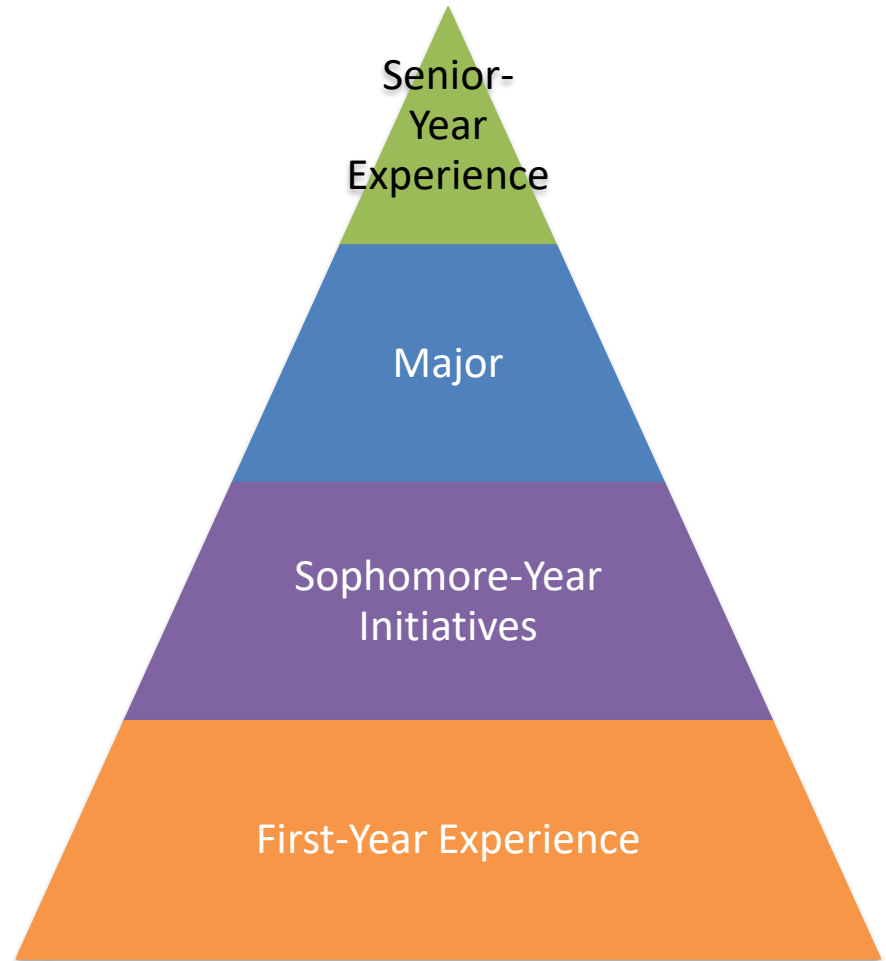 Senior-
Year
Experience
Major
Sophomore-Year
Initiatives
First-Year Experience